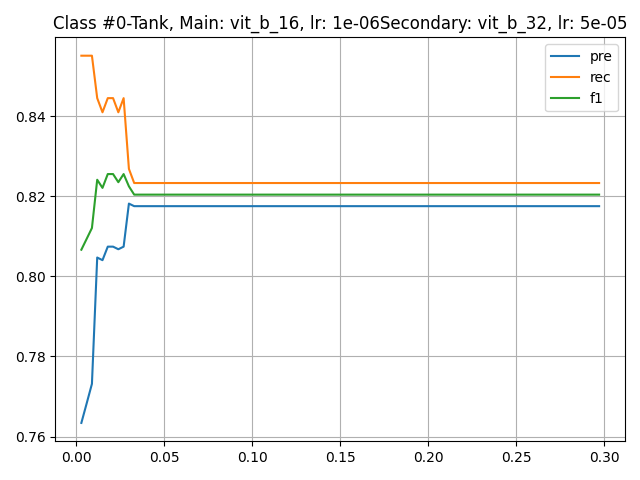 Class #0-Tank, Main: vit_b_16, lr: 1e-06Secondary: vit_b_32, lr: 5e-05
pre
rec
f1
0.84
0.82
0.80
0.78
0.76
0.00 0.05 0.10 0.15 0.20 0.25 0.30